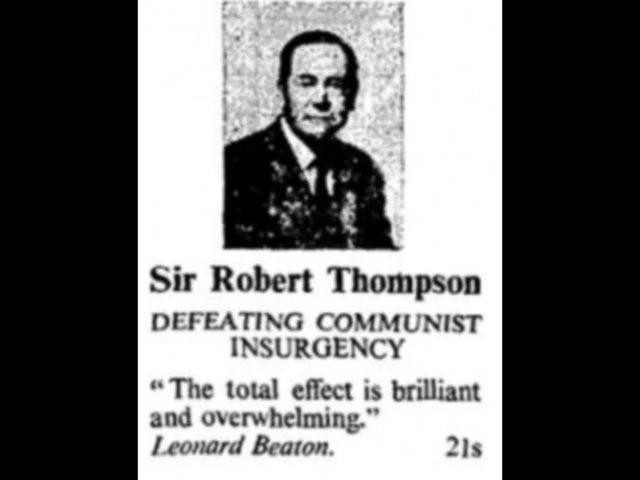 Sir Robert Thompson
DEFEATING COMMUNIST
INSURGENCY
“The total effect is brilliant
and overwhelming.”
Leonard Beaton. 21s